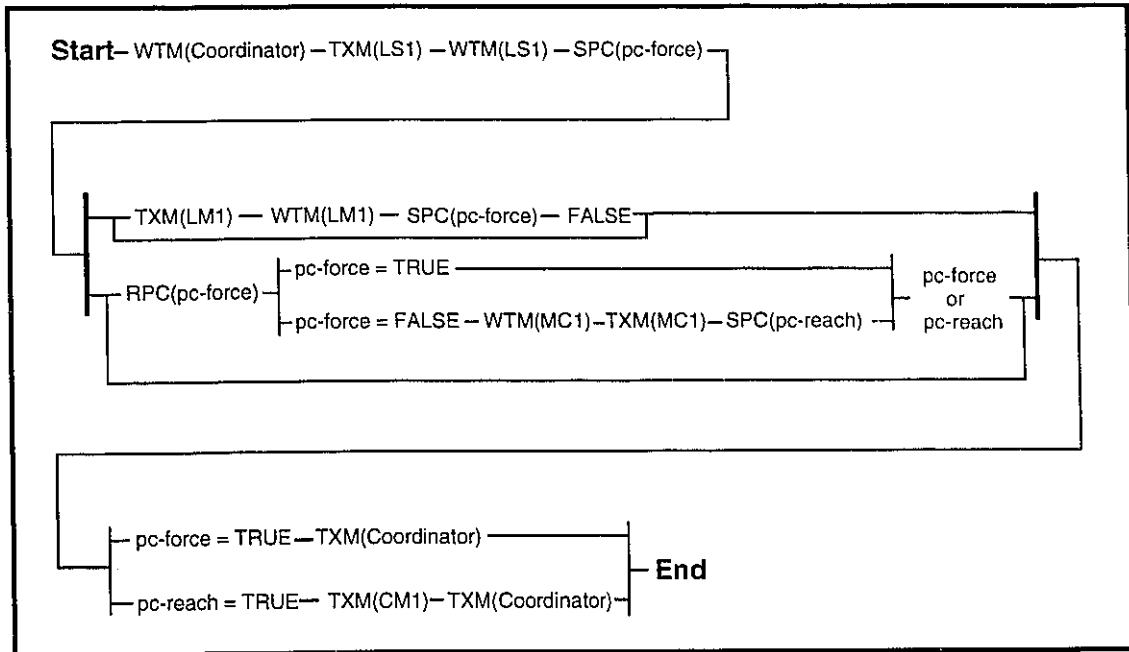 Start – WTM(Coordinator) – TXM(LS1) – WTM(LS1) – SPC(pc-force)
TXM(LM1) — WTM(LM1) — SPC(pc-force) — FALSE
RPC(pc-force)
pc-force = TRUE
pc-force = FALSE – WTM(MC1)–TXM(MC1)–SPC(pc-reach)
pc-force
or
pc-reach
pc-force = TRUE — TXM(Coordinator)
pc-reach = TRUE — TXM(CM1) – TXM(Coordinator)
End